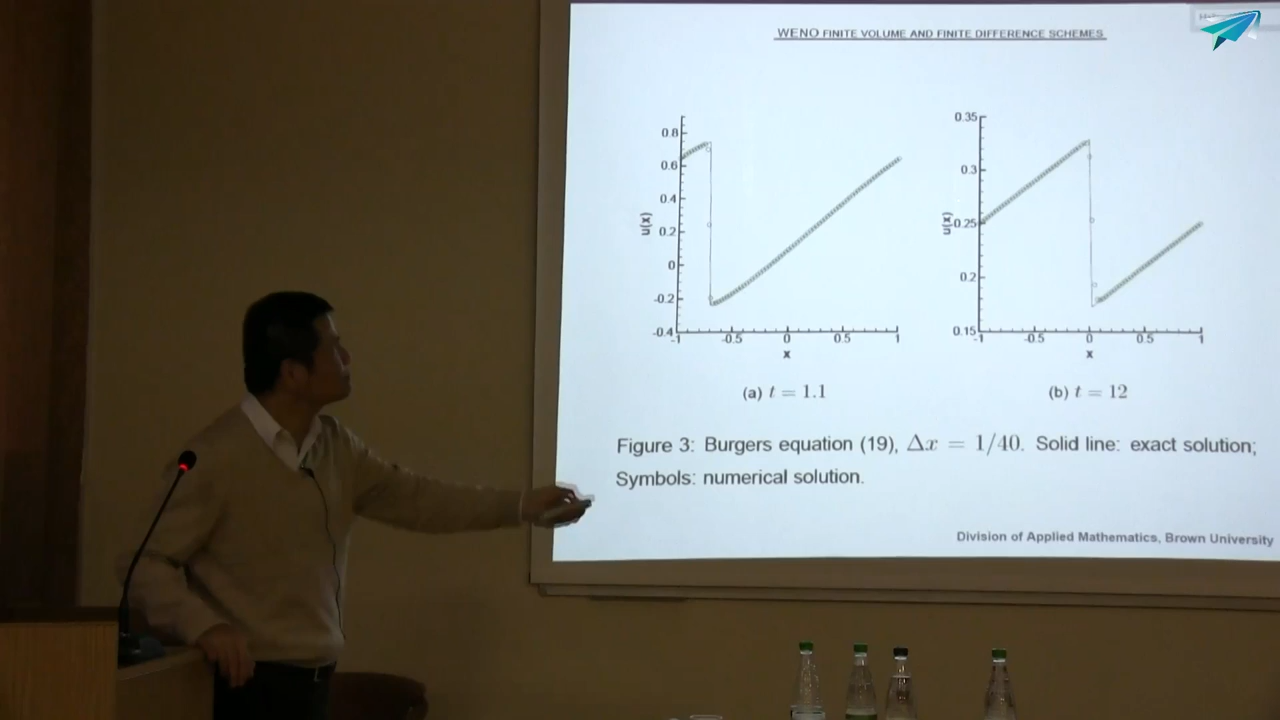 WENO FINITE VOLUME AND FINITE DIFFERENCE SCHEMES
0.8
0.6
0.4
0.2
0
-0.2
-0.4
u(x)
-1 -0.5 0 0.5 1
x
(a) t = 1.1
0.35
0.3
0.25
0.2
0.15
u(x)
-1 -0.5 0 0.5 1
x
(b) t = 12
Figure 3: Burgers equation (19), Δx = 1/40. Solid line: exact solution;
Symbols: numerical solution.
Division of Applied Mathematics, Brown University